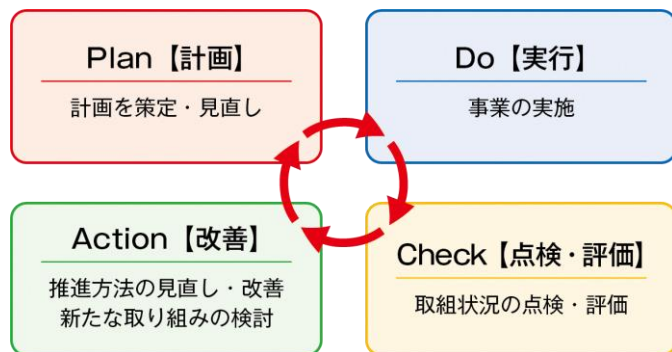 Plan【計画】
計画を策定・見直し
Do【実行】
事業の実施
Action【改善】
推進方法の見直し・改善
新たな取り組みの検討
Check【点検・評価】
取組状況の点検・評価